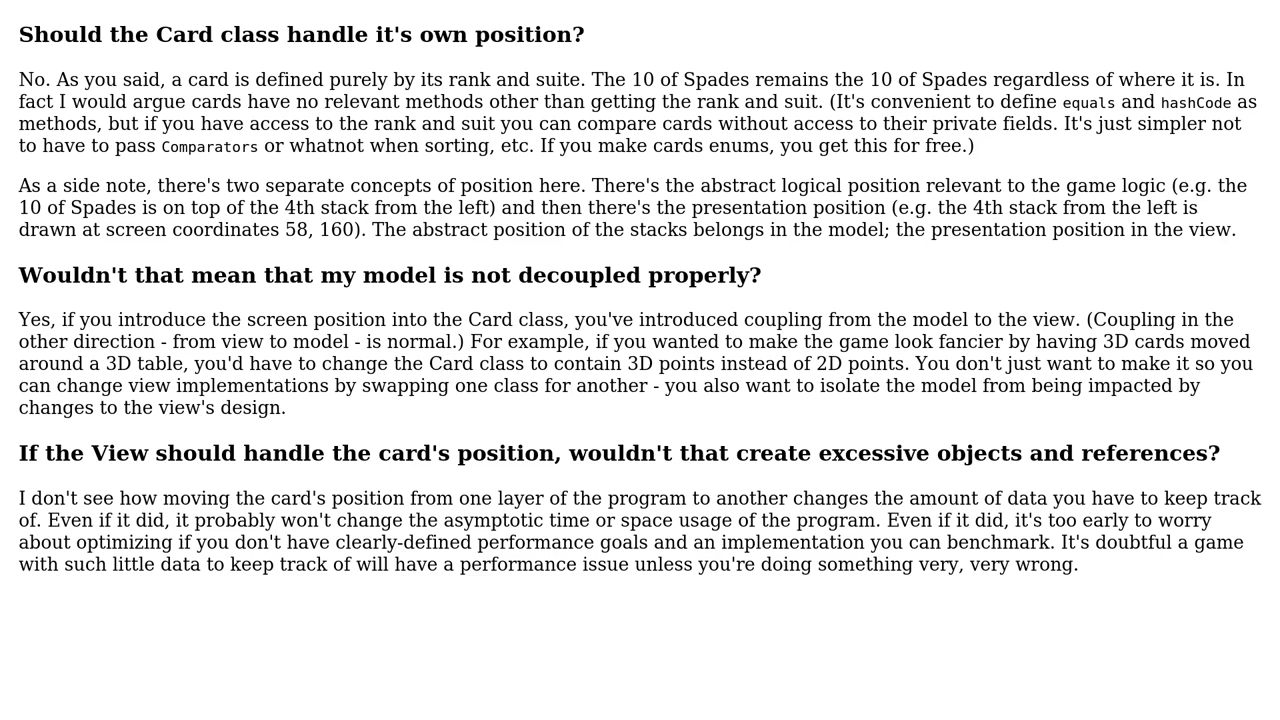 Should the Card class handle it's own position?
No. As you said, a card is defined purely by its rank and suite. The 10 of Spades remains the 10 of Spades regardless of where it is. In
fact I would argue cards have no relevant methods other than getting the rank and suit. (It's convenient to define equals and hashCode as
methods, but if you have access to the rank and suit you can compare cards without access to their private fields. It's just simpler not
to have to pass Comparators or whatnot when sorting, etc. If you make cards enums, you get this for free.)
As a side note, there's two separate concepts of position here. There's the abstract logical position relevant to the game logic (e.g. the
10 of Spades is on top of the 4th stack from the left) and then there's the presentation position (e.g. the 4th stack from the left is
drawn at screen coordinates 58, 160). The abstract position of the stacks belongs in the model; the presentation position in the view.
Wouldn't that mean that my model is not decoupled properly?
Yes, if you introduce the screen position into the Card class, you've introduced coupling from the model to the view. (Coupling in the
other direction - from view to model - is normal.) For example, if you wanted to make the game look fancier by having 3D cards moved
around a 3D table, you'd have to change the Card class to contain 3D points instead of 2D points. You don't just want to make it so you
can change view implementations by swapping one class for another - you also want to isolate the model from being impacted by
changes to the view's design.
If the View should handle the card's position, wouldn't that create excessive objects and references?
I don't see how moving the card's position from one layer of the program to another changes the amount of data you have to keep track
of. Even if it did, it probably won't change the asymptotic time or space usage of the program. Even if it did, it's too early to worry
about optimizing if you don't have clearly-defined performance goals and an implementation you can benchmark. It's doubtful a game
with such little data to keep track of will have a performance issue unless you're doing something very, very wrong.